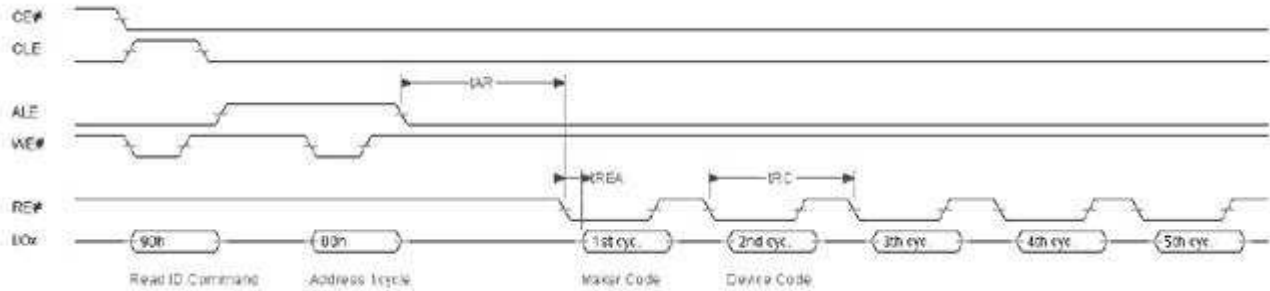 CE#
CLE
tAR
ALE
WE#
tREA
tRC
RE#
I/Ox
90h
00h
1st cyc.
2nd cyc.
3th cyc
4th cyc
5th cyc
Read ID Command
Address 1cycle
Maker Code
Device Code